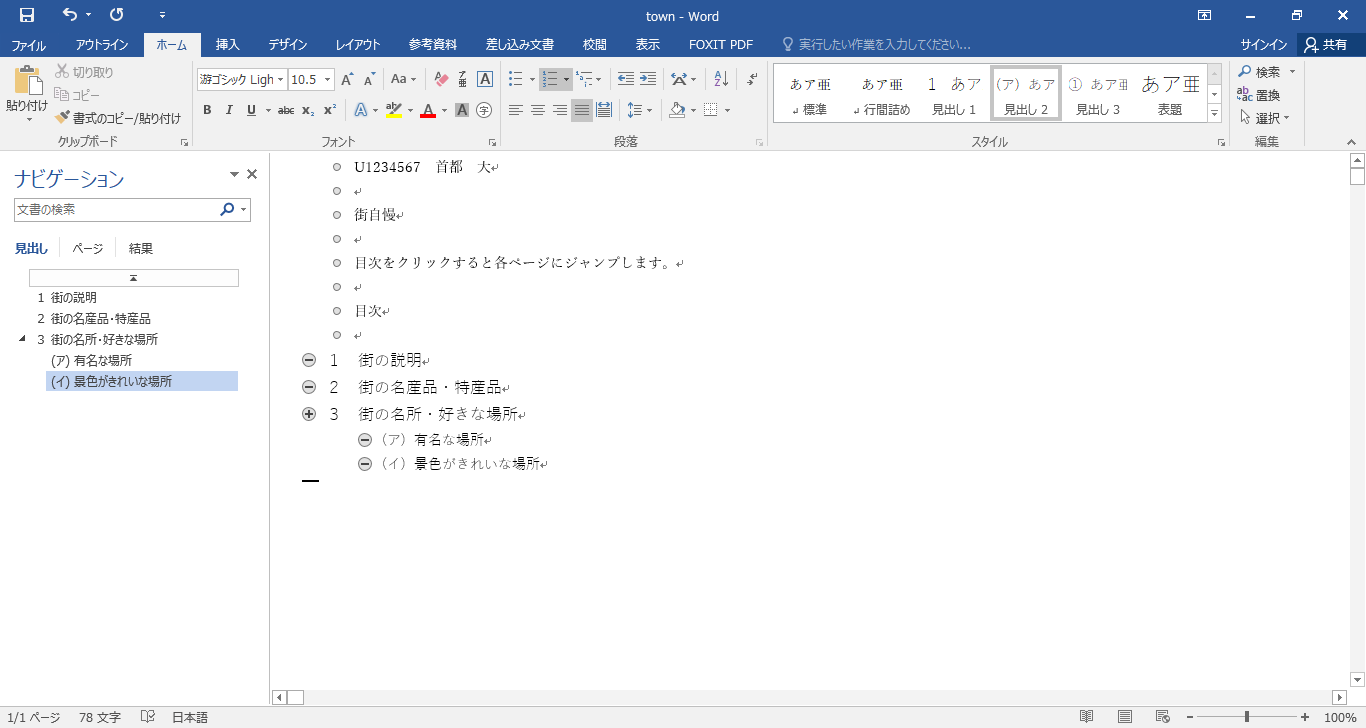 town - Word
ファイル アウトライン ホーム 挿入 デザイン レイアウト 参考資料 差し込み文書 校閲 表示 FOXIT PDF 実行したい作業を入力してください... サインイン 共有
貼り付け
切り取り
コピー
書式のコピー/貼り付け
クリップボード
游ゴシック Ligh 10.5 A A Aa 亜 A
B I U abc x₂ x² A ab A A 字
フォント
段落
あア亜 標準
あア亜 行間詰め
1 あア 見出し 1
(ア) あア 見出し 2
① あア亜 見出し 3
あア亜 表題
スタイル
検索
置換
選択
編集
ナビゲーション
文書の検索
見出し ページ 結果
1 街の説明
2 街の名産品・特産品
3 街の名所・好きな場所
(ア) 有名な場所
(イ) 景色がきれいな場所
U1234567　首都　大
街自慢
目次をクリックすると各ページにジャンプします。
目次
1 街の説明
2 街の名産品・特産品
3 街の名所・好きな場所
（ア）有名な場所
（イ）景色がきれいな場所
1/1 ページ 78 文字 日本語 100%